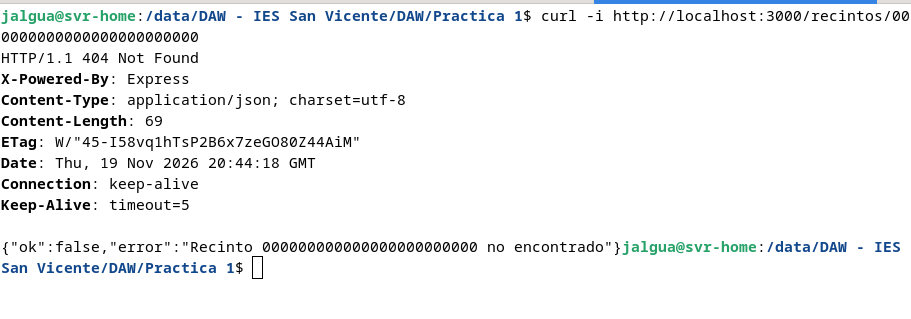 jalgua@svr-home:/data/DAW - IES San Vicente/DAW/Practica 1$ curl -i http://localhost:3000/recintos/00
0000000000000000000000
HTTP/1.1 404 Not Found
X-Powered-By: Express
Content-Type: application/json; charset=utf-8
Content-Length: 69
ETag: W/"45-I58vq1hTsP2B6x7zeGO80Z44AiM"
Date: Thu, 19 Nov 2026 20:44:18 GMT
Connection: keep-alive
Keep-Alive: timeout=5
{"ok":false,"error":"Recinto 000000000000000000000000 no encontrado"}jalgua@svr-home:/data/DAW - IES
San Vicente/DAW/Practica 1$